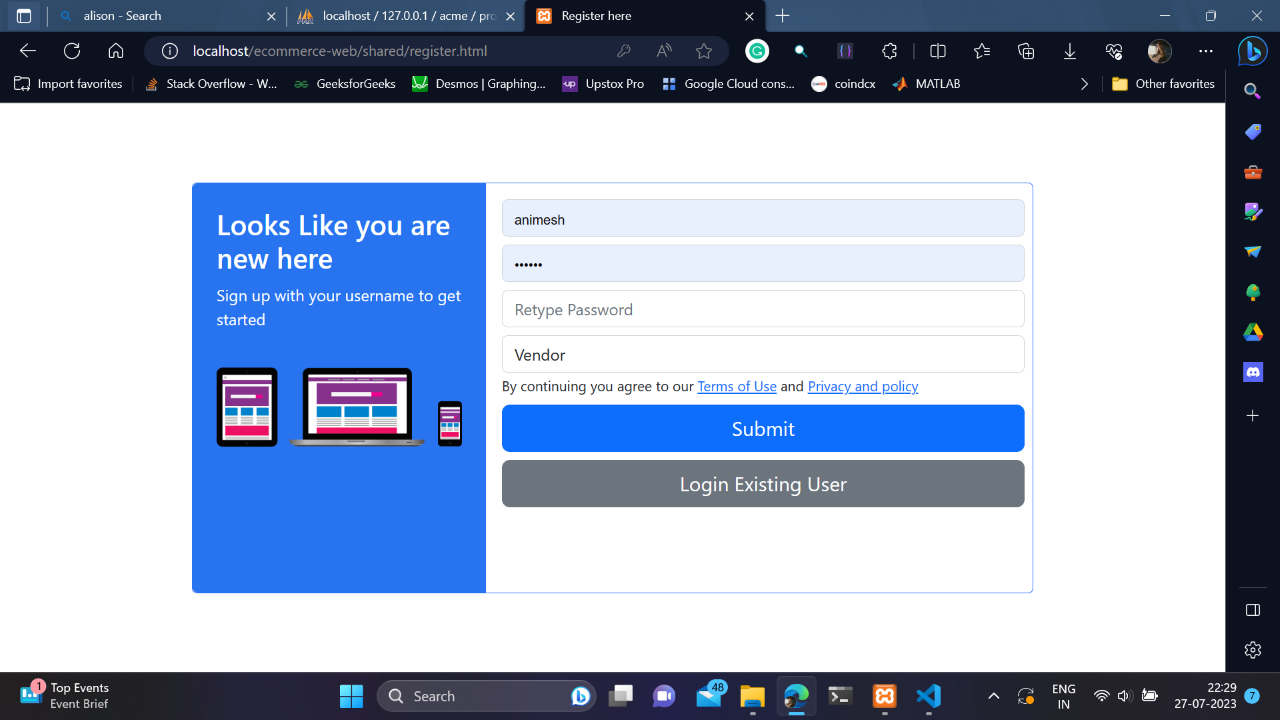 alison - Search
localhost / 127.0.0.1 / acme / pro
Register here
localhost/ecommerce-web/shared/register.html
Import favorites
Stack Overflow - W...
GeeksforGeeks
Desmos | Graphing...
Upstox Pro
Google Cloud cons...
coindcx
MATLAB
Other favorites
Looks Like you are
new here
Sign up with your username to get
started
animesh
••••••
Retype Password
Vendor
By continuing you agree to our Terms of Use and Privacy and policy
Submit
Login Existing User
1
Top Events
Event Brief
Search
48
ENG
IN
22:29
27-07-2023
7